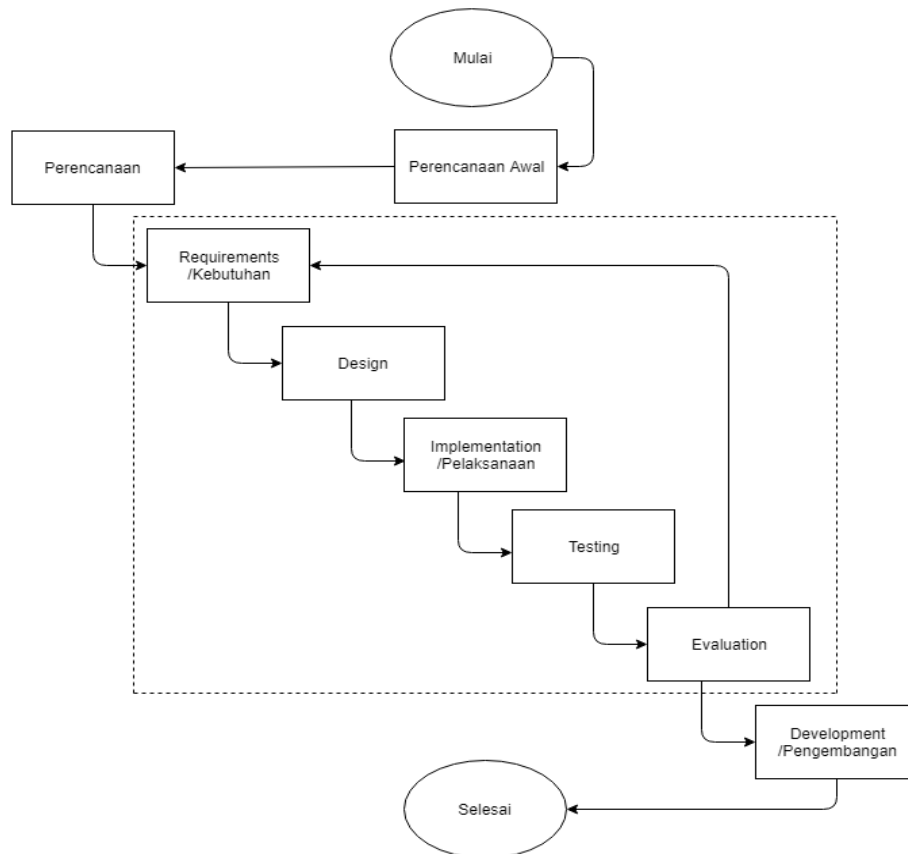 Mulai
Perencanaan Awal
Perencanaan
Requirements
/Kebutuhan
Design
Implementation
/Pelaksanaan
Testing
Evaluation
Development
/Pengembangan
Selesai